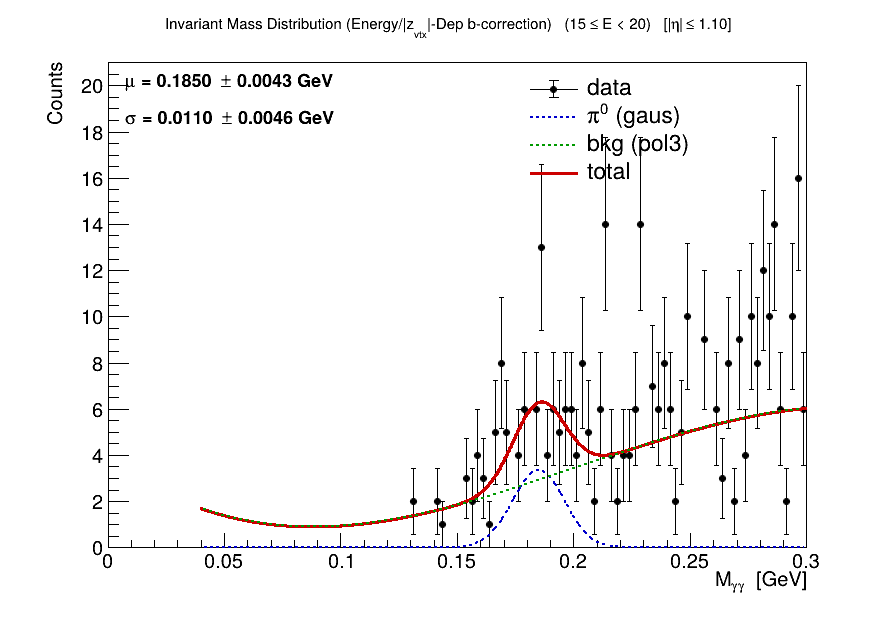 Invariant Mass Distribution (Energy/|z_vtx|-Dep b-correction) (15 ≤ E < 20) [|η| ≤ 1.10]
Counts
μ = 0.1850 ± 0.0043 GeV
σ = 0.0110 ± 0.0046 GeV
data
π⁰ (gaus)
bkg (pol3)
total
20
18
16
14
12
10
8
6
4
2
0
0 0.05 0.1 0.15 0.2 0.25 0.3
M_γγ [GeV]